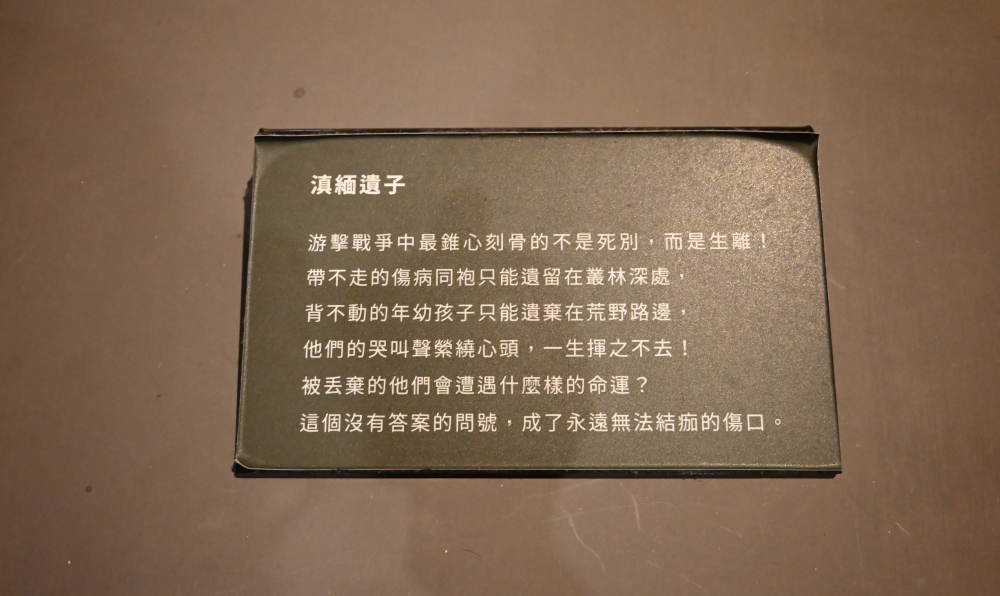 滇緬遺子
游擊戰爭中最錐心刻骨的不是死別，而是生離！
帶不走的傷病同袍只能遺留在叢林深處，
背不動的年幼孩子只能遺棄在荒野路邊，
他們的哭叫聲縈繞心頭，一生揮之不去！
被丟棄的他們會遭遇什麼樣的命運？
這個沒有答案的問號，成了永遠無法結痂的傷口。